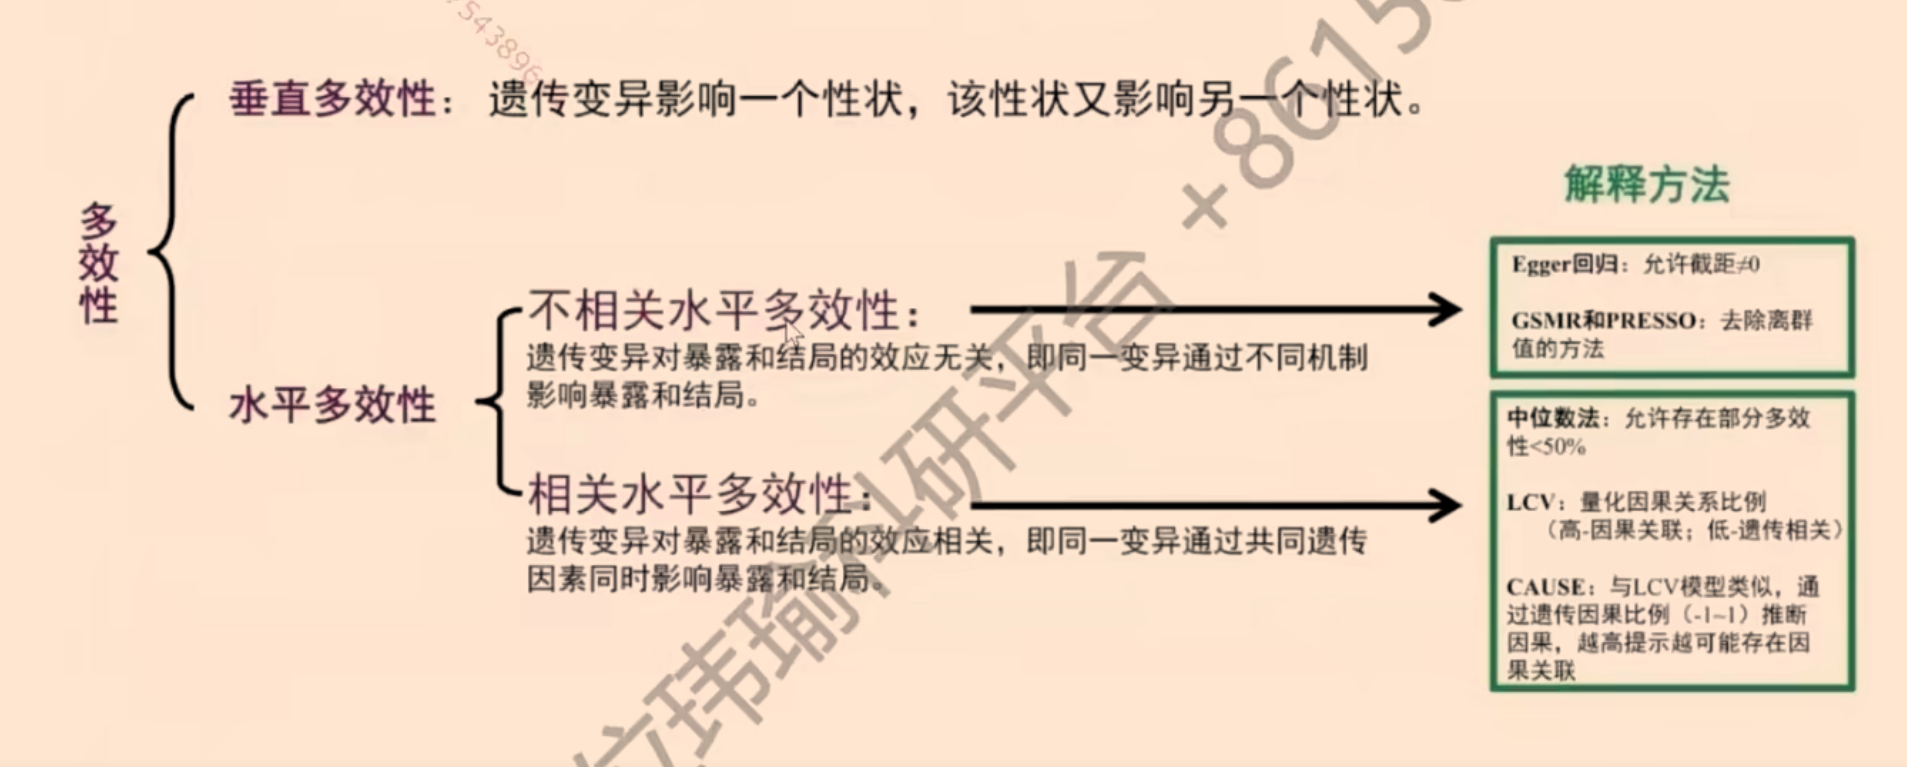 多效性
垂直多效性： 遗传变异影响一个性状，该性状又影响另一个性状。
水平多效性
不相关水平多效性：
遗传变异对暴露和结局的效应无关，即同一变异通过不同机制
影响暴露和结局。
相关水平多效性：
遗传变异对暴露和结局的效应相关，即同一变异通过共同遗传
因素同时影响暴露和结局。
解释方法
Egger回归：允许截距≠0
GSMR和PRESSO：去除离群
值的方法
中位数法：允许存在部分多效
性<50%
LCV：量化因果关系比例
（高-因果关联；低-遗传相关）
CAUSE：与LCV模型类似，通
过遗传因果比例（-1~1）推断
因果，越高提示越可能存在因
果关联
玮瑜科研平台 +8615
543896